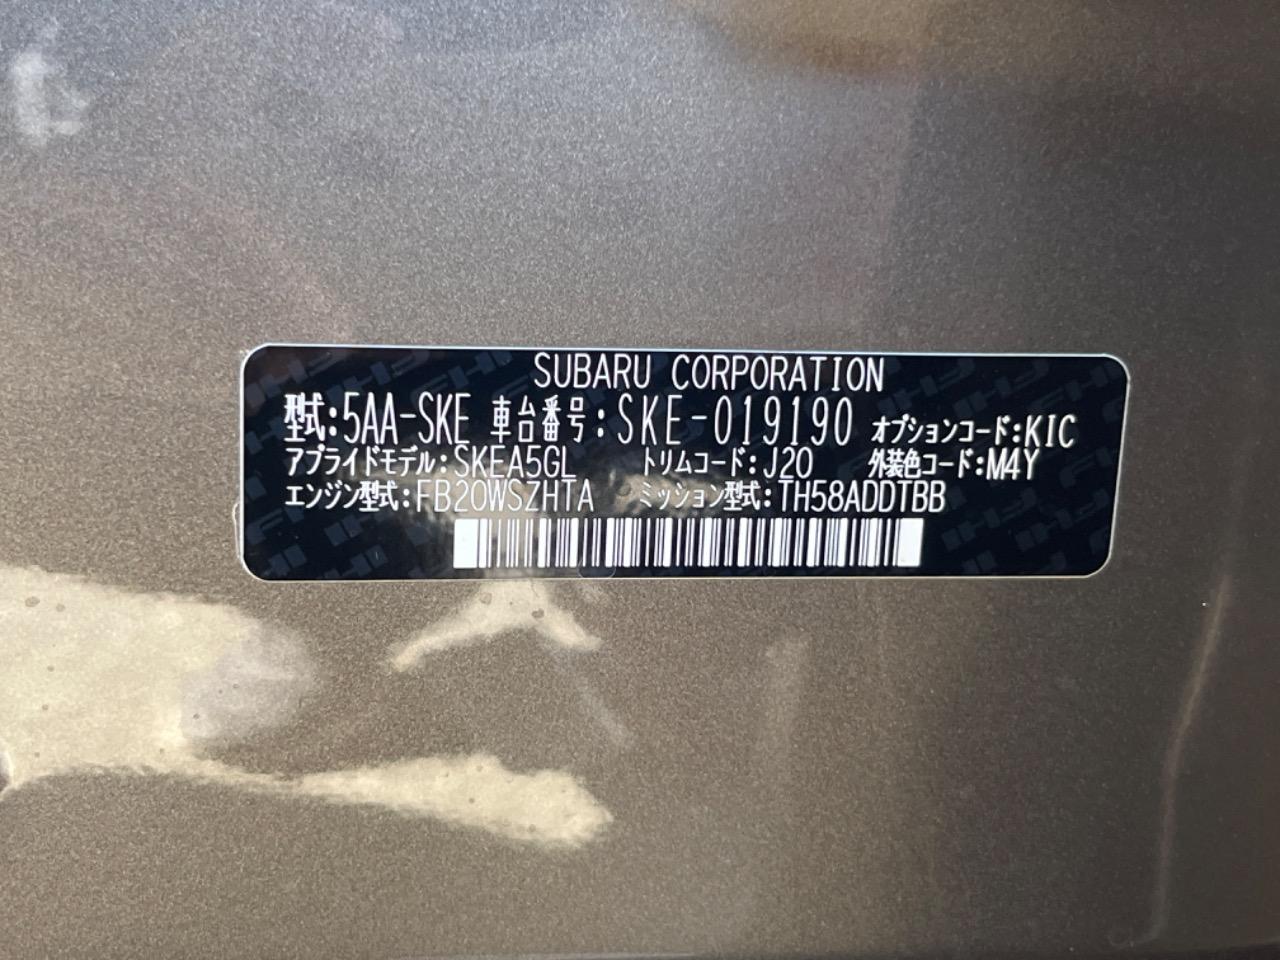 SUBARU CORPORATION
型式:5AA-SKE 車台番号:SKE-019190 オプションコード:KIC
アプライドモデル:SKEA5GL トリムコード:J20 外装色コード:M4Y
エンジン型式:FB20WSZHTA ミッション型式:TH58ADDTBB